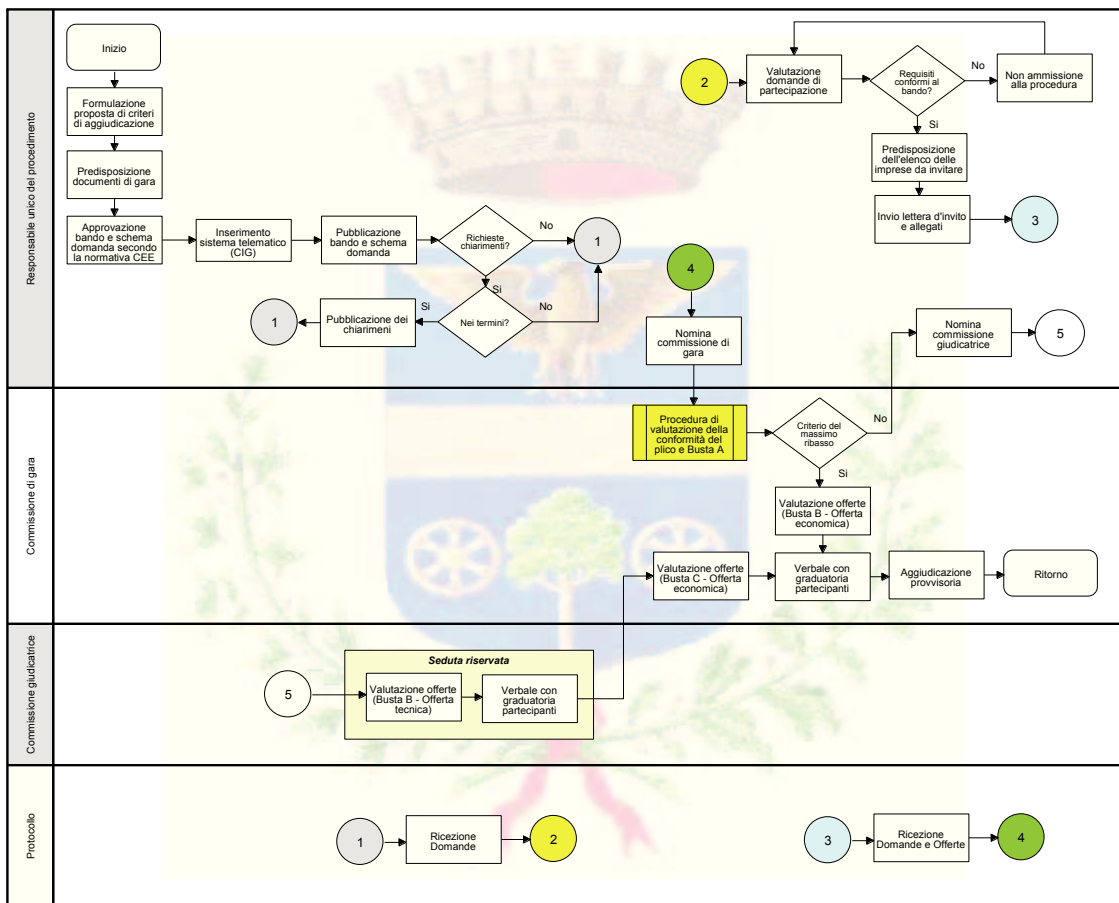 Responsabile unico del procedimento
Inizio
Formulazione
proposta di criteri
di aggiudicazione
Predisposizione
documenti di gara
Approvazione
bando e schema
domanda secondo
la normativa CEE
Inserimento
sistema telematico
(CIG)
Pubblicazione
bando e schema
domanda
Richieste
chiarimenti?
No
1
Si
Nei termini?
No
Si
Pubblicazione dei
chiarimeni
1
2
Valutazione
domande di
partecipazione
Requisiti
conformi al
bando?
No
Non ammissione
alla procedura
Si
Predisposizione
dell'elenco delle
imprese da invitare
Invio lettera d'invito
e allegati
3
4
Nomina
commissione di
gara
Nomina
commissione
giudicatrice
5
Commissione di gara
Procedura di
valutazione della
conformità del
plico e Busta A
Criterio del
massimo
ribasso
No
Si
Valutazione offerte
(Busta B - Offerta
economica)
Valutazione offerte
(Busta C - Offerta
economica)
Verbale con
graduatoria
partecipanti
Aggiudicazione
provvisoria
Ritorno
Commissione giudicatrice
Seduta riservata
5
Valutazione offerte
(Busta B - Offerta
tecnica)
Verbale con
graduatoria
partecipanti
Protocollo
1
Ricezione
Domande
2
3
Ricezione
Domande e Offerte
4